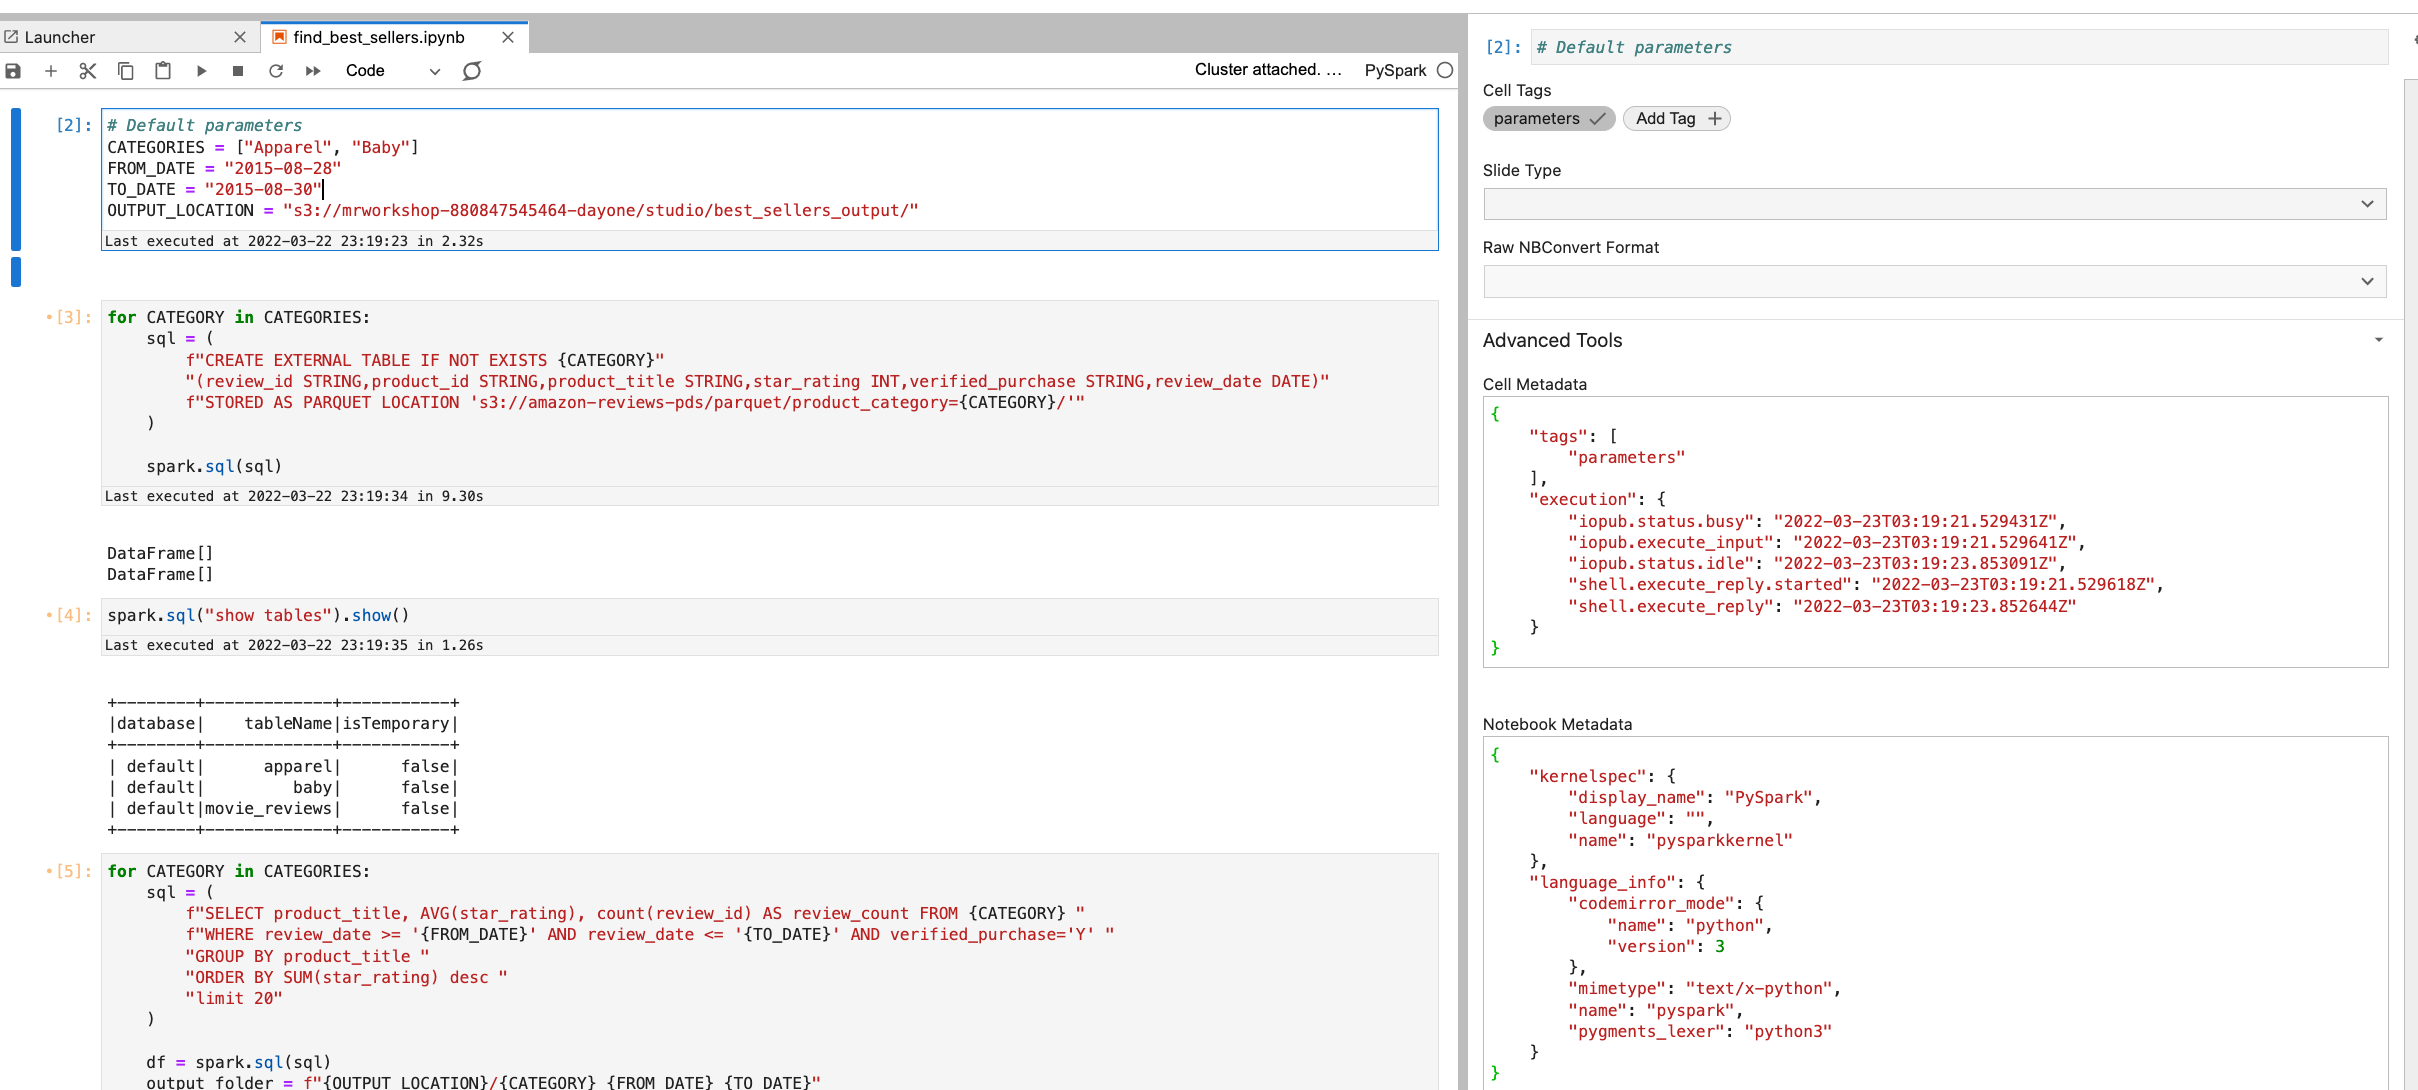 Launcher
find_best_sellers.ipynb
Code
Cluster attached. ...
PySpark
[2]:
# Default parameters
CATEGORIES = ["Apparel", "Baby"]
FROM_DATE = "2015-08-28"
TO_DATE = "2015-08-30"
OUTPUT_LOCATION = "s3://mrworkshop-880847545464-dayone/studio/best_sellers_output/"
Last executed at 2022-03-22 23:19:23 in 2.32s
[3]:
for CATEGORY in CATEGORIES:
    sql = (
        f"CREATE EXTERNAL TABLE IF NOT EXISTS {CATEGORY}"
        "(review_id STRING,product_id STRING,product_title STRING,star_rating INT,verified_purchase STRING,review_date DATE)"
        f"STORED AS PARQUET LOCATION 's3://amazon-reviews-pds/parquet/product_category={CATEGORY}/'"
    )
    spark.sql(sql)
Last executed at 2022-03-22 23:19:34 in 9.30s
DataFrame[]
DataFrame[]
[4]:
spark.sql("show tables").show()
Last executed at 2022-03-22 23:19:35 in 1.26s
+--------+-------------+-----------+
|database|    tableName|isTemporary|
+--------+-------------+-----------+
| default|      apparel|      false|
| default|         baby|      false|
| default|movie_reviews|      false|
+--------+-------------+-----------+
[5]:
for CATEGORY in CATEGORIES:
    sql = (
        f"SELECT product_title, AVG(star_rating), count(review_id) AS review_count FROM {CATEGORY} "
        f"WHERE review_date >= '{FROM_DATE}' AND review_date <= '{TO_DATE}' AND verified_purchase='Y' "
        "GROUP BY product_title "
        "ORDER BY SUM(star_rating) desc "
        "limit 20"
    )
    df = spark.sql(sql)
    output_folder = f"{OUTPUT_LOCATION}/{CATEGORY}_{FROM_DATE}_{TO_DATE}"
[2]:
# Default parameters
Cell Tags
parameters
Add Tag
Slide Type
Raw NBConvert Format
Advanced Tools
Cell Metadata
{
    "tags": [
        "parameters"
    ],
    "execution": {
        "iopub.status.busy": "2022-03-23T03:19:21.529431Z",
        "iopub.execute_input": "2022-03-23T03:19:21.529641Z",
        "iopub.status.idle": "2022-03-23T03:19:23.853091Z",
        "shell.execute_reply.started": "2022-03-23T03:19:21.529618Z",
        "shell.execute_reply": "2022-03-23T03:19:23.852644Z"
    }
}
Notebook Metadata
{
    "kernelspec": {
        "display_name": "PySpark",
        "language": "",
        "name": "pysparkkernel"
    },
    "language_info": {
        "codemirror_mode": {
            "name": "python",
            "version": 3
        },
        "mimetype": "text/x-python",
        "name": "pyspark",
        "pygments_lexer": "python3"
    }
}